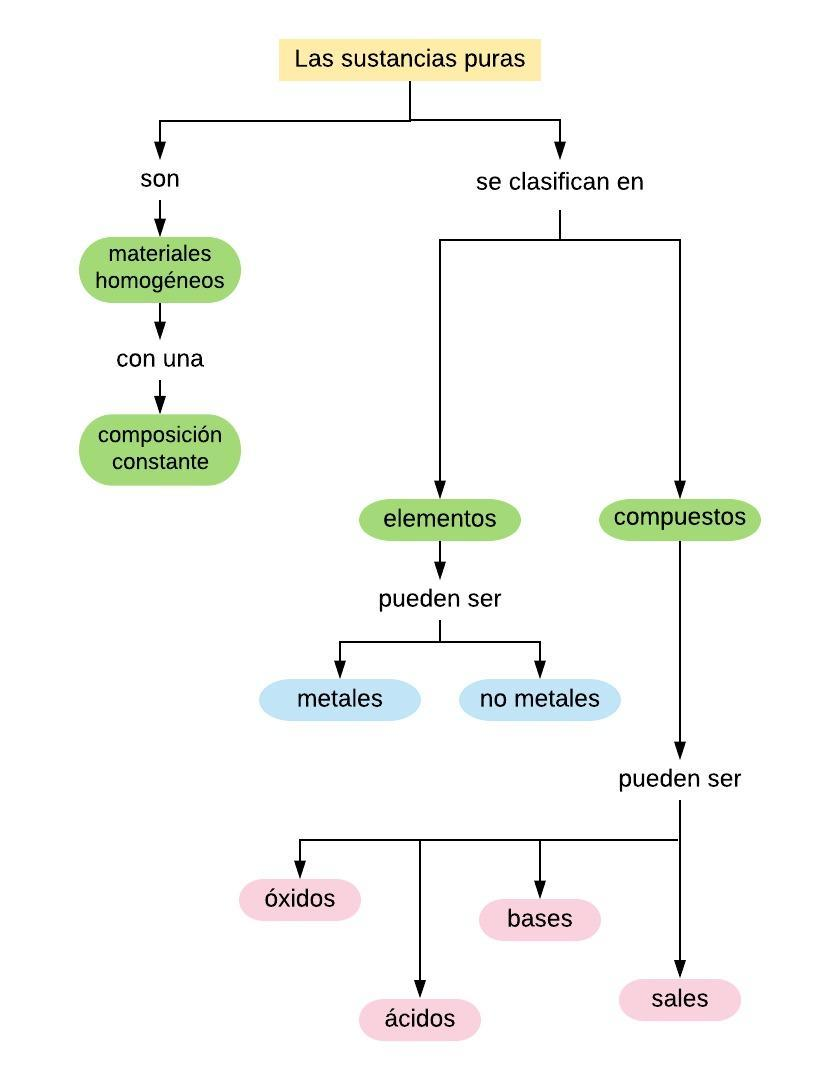 Las sustancias puras
son
se clasifican en
materiales
homogéneos
con una
composición
constante
elementos
compuestos
pueden ser
metales
no metales
pueden ser
óxidos
bases
ácidos
sales